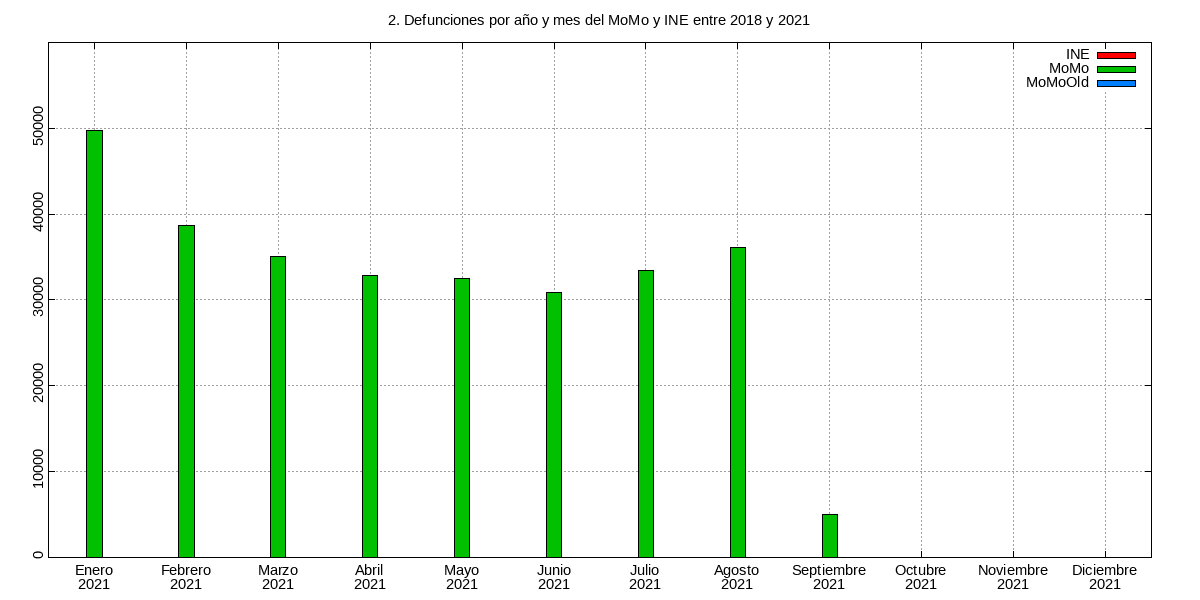 2. Defunciones por año y mes del MoMo y INE entre 2018 y 2021
INE
MoMo
MoMoOld
50000
40000
30000
20000
10000
0
Enero Febrero Marzo Abril Mayo Junio Julio Agosto Septiembre Octubre Noviembre Diciembre
2021 2021 2021 2021 2021 2021 2021 2021 2021 2021 2021 2021